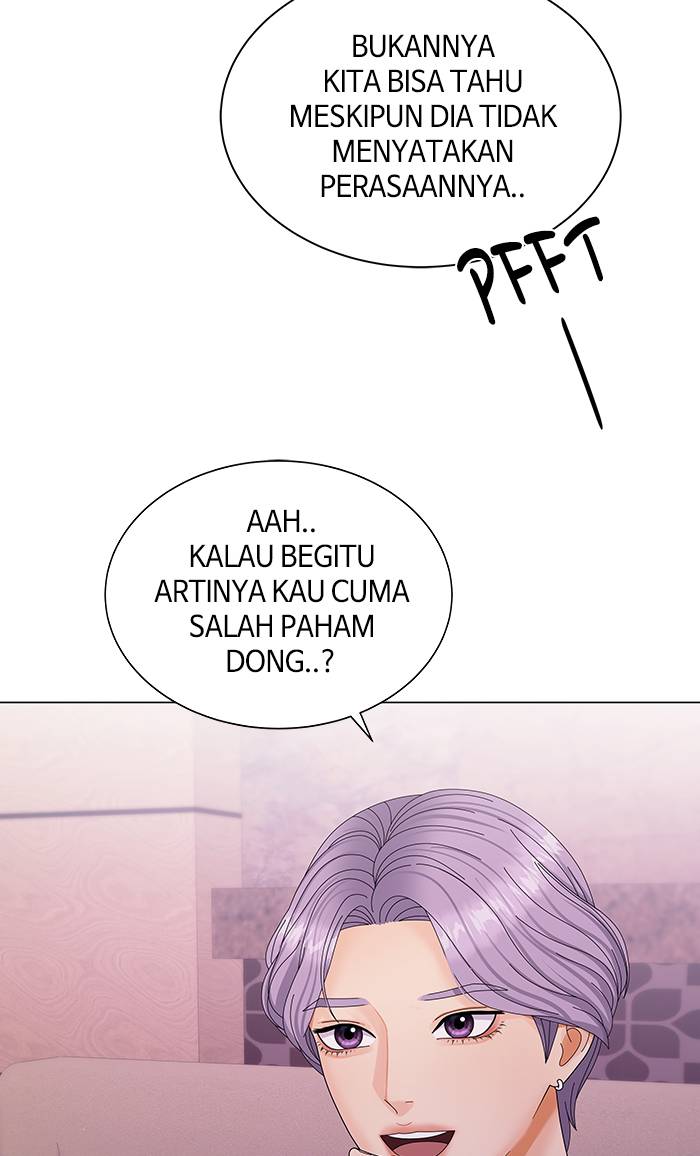 BUKANNYA
KITA BISA TAHU
MESKIPUN DIA TIDAK
MENYATAKAN
PERASAANNYA..
PFFT
AAH..
KALAU BEGITU
ARTINYA KAU CUMA
SALAH PAHAM
DONG..?